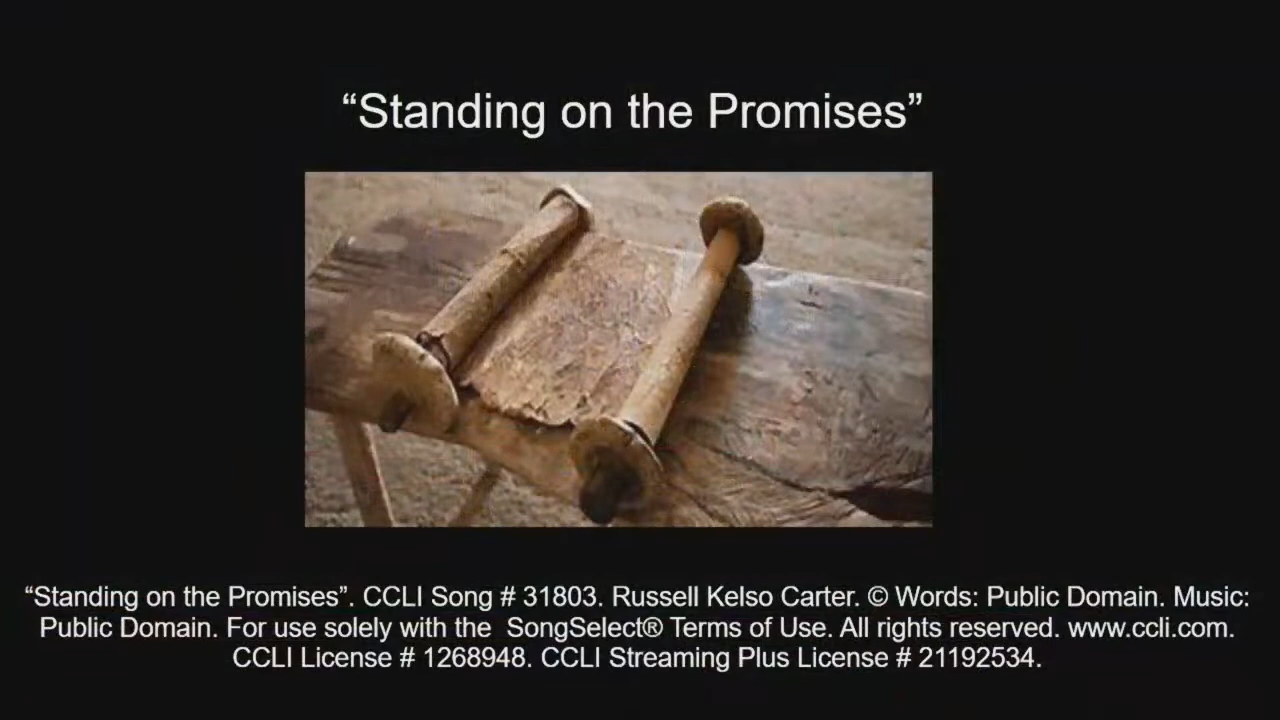 “Standing on the Promises”
“Standing on the Promises”. CCLI Song # 31803. Russell Kelso Carter. © Words: Public Domain. Music:
Public Domain. For use solely with the  SongSelect® Terms of Use. All rights reserved. www.ccli.com.
CCLI License # 1268948. CCLI Streaming Plus License # 21192534.